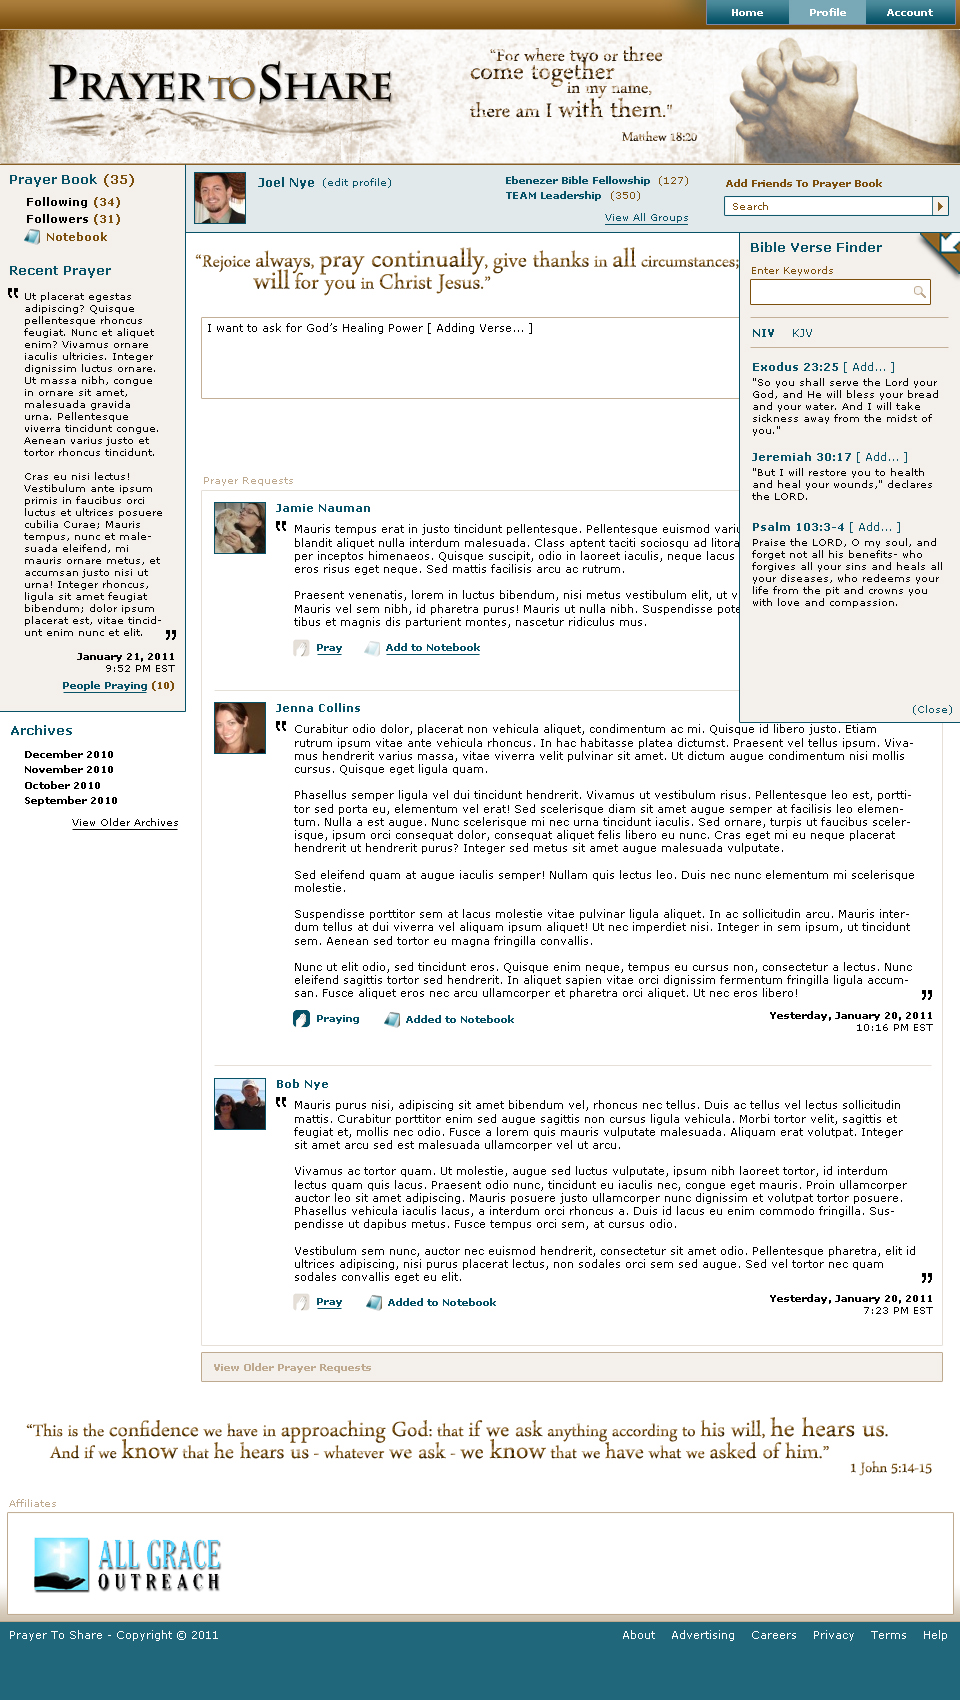 Home Profile Account
PRAYER TO SHARE
“For where two or three
come together
in my name,
there am I with them.”
Matthew 18:20
Prayer Book (35)
Following (34)
Followers (31)
Notebook
Recent Prayer
" Ut placerat egestas
adipiscing? Quisque
pellentesque rhoncus
feugiat. Nunc et aliquet
enim? Vivamus ornare
iaculis ultricies. Integer
dignissim luctus ornare.
Ut massa nibh, congue
in ornare sit amet,
malesuada gravida
urna. Pellentesque
viverra tincidunt congue.
Aenean varius justo et
tortor rhoncus tincidunt.
Cras eu nisi lectus!
Vestibulum ante ipsum
primis in faucibus orci
luctus et ultrices posuere
cubilia Curae; Mauris
tempus, nunc et male-
suada eleifend, mi
mauris ornare metus, et
accumsan justo nisi ut
urna! Integer rhoncus,
ligula sit amet feugiat
bibendum; dolor ipsum
placerat est, vitae tincid-
unt enim nunc et elit. "
January 21, 2011
9:52 PM EST
People Praying (10)
Archives
December 2010
November 2010
October 2010
September 2010
View Older Archives
Joel Nye (edit profile)
Ebenezer Bible Fellowship (127)
TEAM Leadership (350)
View All Groups
Add Friends To Prayer Book
Search
“Rejoice always, pray continually, give thanks in all circumstances;
will for you in Christ Jesus.”
I want to ask for God's Healing Power [ Adding Verse... ]
Bible Verse Finder
Enter Keywords
NIV KJV
Exodus 23:25 [ Add... ]
"So you shall serve the Lord your
God, and He will bless your bread
and your water. And I will take
sickness away from the midst of
you."
Jeremiah 30:17 [ Add... ]
"But I will restore you to health
and heal your wounds," declares
the LORD.
Psalm 103:3-4 [ Add... ]
Praise the LORD, O my soul, and
forget not all his benefits- who
forgives all your sins and heals all
your diseases, who redeems your
life from the pit and crowns you
with love and compassion.
(Close)
Prayer Requests
Jamie Nauman
" Mauris tempus erat in justo tincidunt pellentesque. Pellentesque euismod variu
blandit aliquet nulla interdum malesuada. Class aptent taciti sociosqu ad litora
per inceptos himenaeos. Quisque suscipit, odio in laoreet iaculis, neque lacus
eros risus eget neque. Sed mattis facilisis arcu ac rutrum.
Praesent venenatis, lorem in luctus bibendum, nisi metus vestibulum elit, ut v
Mauris vel sem nibh, id pharetra purus! Mauris ut nulla nibh. Suspendisse pote
tibus et magnis dis parturient montes, nascetur ridiculus mus.
Pray Add to Notebook
Jenna Collins
" Curabitur odio dolor, placerat non vehicula aliquet, condimentum ac mi. Quisque id libero justo. Etiam
rutrum ipsum vitae ante vehicula rhoncus. In hac habitasse platea dictumst. Praesent vel tellus ipsum. Viva-
mus hendrerit varius massa, vitae viverra velit pulvinar sit amet. Ut dictum augue condimentum nisi mollis
cursus. Quisque eget ligula quam.
Phasellus semper ligula vel dui tincidunt hendrerit. Vivamus ut vestibulum risus. Pellentesque leo est, portti-
tor sed porta eu, elementum vel erat! Sed scelerisque diam sit amet augue semper at facilisis leo elemen-
tum. Nulla a est augue. Nunc scelerisque mi nec urna tincidunt iaculis. Sed ornare, turpis ut faucibus sceler-
isque, ipsum orci consequat dolor, consequat aliquet felis libero eu nunc. Cras eget mi eu neque placerat
hendrerit ut hendrerit purus? Integer sed metus sit amet augue malesuada vulputate.
Sed eleifend quam at augue iaculis semper! Nullam quis lectus leo. Duis nec nunc elementum mi scelerisque
molestie.
Suspendisse porttitor sem at lacus molestie vitae pulvinar ligula aliquet. In ac sollicitudin arcu. Mauris inter-
dum tellus at dui viverra vel aliquam ipsum aliquet! Ut nec imperdiet nisi. Integer in sem ipsum, ut tincidunt
sem. Aenean sed tortor eu magna fringilla convallis.
Nunc ut elit odio, sed tincidunt eros. Quisque enim neque, tempus eu cursus non, consectetur a lectus. Nunc
eleifend sagittis tortor sed hendrerit. In aliquet sapien vitae orci dignissim fermentum fringilla ligula accum-
san. Fusce aliquet eros nec arcu ullamcorper et pharetra orci aliquet. Ut nec eros libero! "
Praying Added to Notebook
Yesterday, January 20, 2011
10:16 PM EST
Bob Nye
" Mauris purus nisi, adipiscing sit amet bibendum vel, rhoncus nec tellus. Duis ac tellus vel lectus sollicitudin
mattis. Curabitur porttitor enim sed augue sagittis non cursus ligula vehicula. Morbi tortor velit, sagittis et
feugiat et, mollis nec odio. Fusce a lorem quis mauris vulputate malesuada. Aliquam erat volutpat. Integer
sit amet arcu sed est malesuada ullamcorper vel ut arcu.
Vivamus ac tortor quam. Ut molestie, augue sed luctus vulputate, ipsum nibh laoreet tortor, id interdum
lectus quam quis lacus. Praesent odio nunc, tincidunt eu iaculis nec, congue eget mauris. Proin ullamcorper
auctor leo sit amet adipiscing. Mauris posuere justo ullamcorper nunc dignissim et volutpat tortor posuere.
Phasellus vehicula iaculis lacus, a interdum orci rhoncus a. Duis id lacus eu enim commodo fringilla. Sus-
pendisse ut dapibus metus. Fusce tempus orci sem, at cursus odio.
Vestibulum sem nunc, auctor nec euismod hendrerit, consectetur sit amet odio. Pellentesque pharetra, elit id
ultrices adipiscing, nisi purus placerat lectus, non sodales orci sem sed augue. Sed vel tortor nec quam
sodales convallis eget eu elit. "
Pray Added to Notebook
Yesterday, January 20, 2011
7:23 PM EST
View Older Prayer Requests
“This is the confidence we have in approaching God: that if we ask anything according to his will, he hears us.
And if we know that he hears us - whatever we ask - we know that we have what we asked of him.”
1 John 5:14-15
Affiliates
ALL GRACE
OUTREACH
Prayer To Share - Copyright © 2011
About Advertising Careers Privacy Terms Help